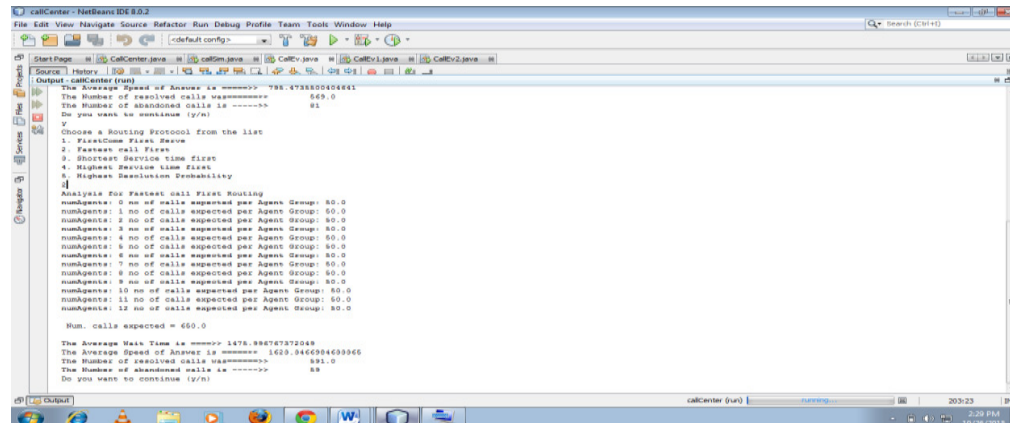 callCenter - NetBeans IDE 8.0.2
File Edit View Navigate Source Refactor Run Debug Profile Team Tools Window Help
Search (Ctrl+I)
<default config>
Start Page CallCenter.java callSim.java CallEv.java CallEv1.java CallEv2.java
Source History
Output - callCenter (run)
The Average Speed of Answer is
The Number of resolved calls was=======>> 569.0
The Number of abandoned calls is ----->> 81
Do you want to continue (y/n)
y
Choose a Routing Protocol from the list
1. FirstCome First Serve
2. Fastest call First
3. Shortest Service time first
4. Highest Service time first
5. Highest Resolution Probability
2
Analysis for Fastest call First Routing
numAgents: 0 no of calls expected per Agent Group: 50.0
numAgents: 1 no of calls expected per Agent Group: 50.0
numAgents: 2 no of calls expected per Agent Group: 50.0
numAgents: 3 no of calls expected per Agent Group: 50.0
numAgents: 4 no of calls expected per Agent Group: 50.0
numAgents: 5 no of calls expected per Agent Group: 50.0
numAgents: 6 no of calls expected per Agent Group: 50.0
numAgents: 7 no of calls expected per Agent Group: 50.0
numAgents: 8 no of calls expected per Agent Group: 50.0
numAgents: 9 no of calls expected per Agent Group: 50.0
numAgents: 10 no of calls expected per Agent Group: 50.0
numAgents: 11 no of calls expected per Agent Group: 50.0
numAgents: 12 no of calls expected per Agent Group: 50.0
Num. calls expected = 650.0
The Average Wait Time is ====>> 1475.996767372049
The Average Speed of Answer is ======>
The Number of resolved calls was=======>> 591.0
The Number of abandoned calls is ----->> 59
Do you want to continue (y/n)
Projects
Files
Services
Navigator
Output
callCenter (run) running... 203:23
2:29 PM